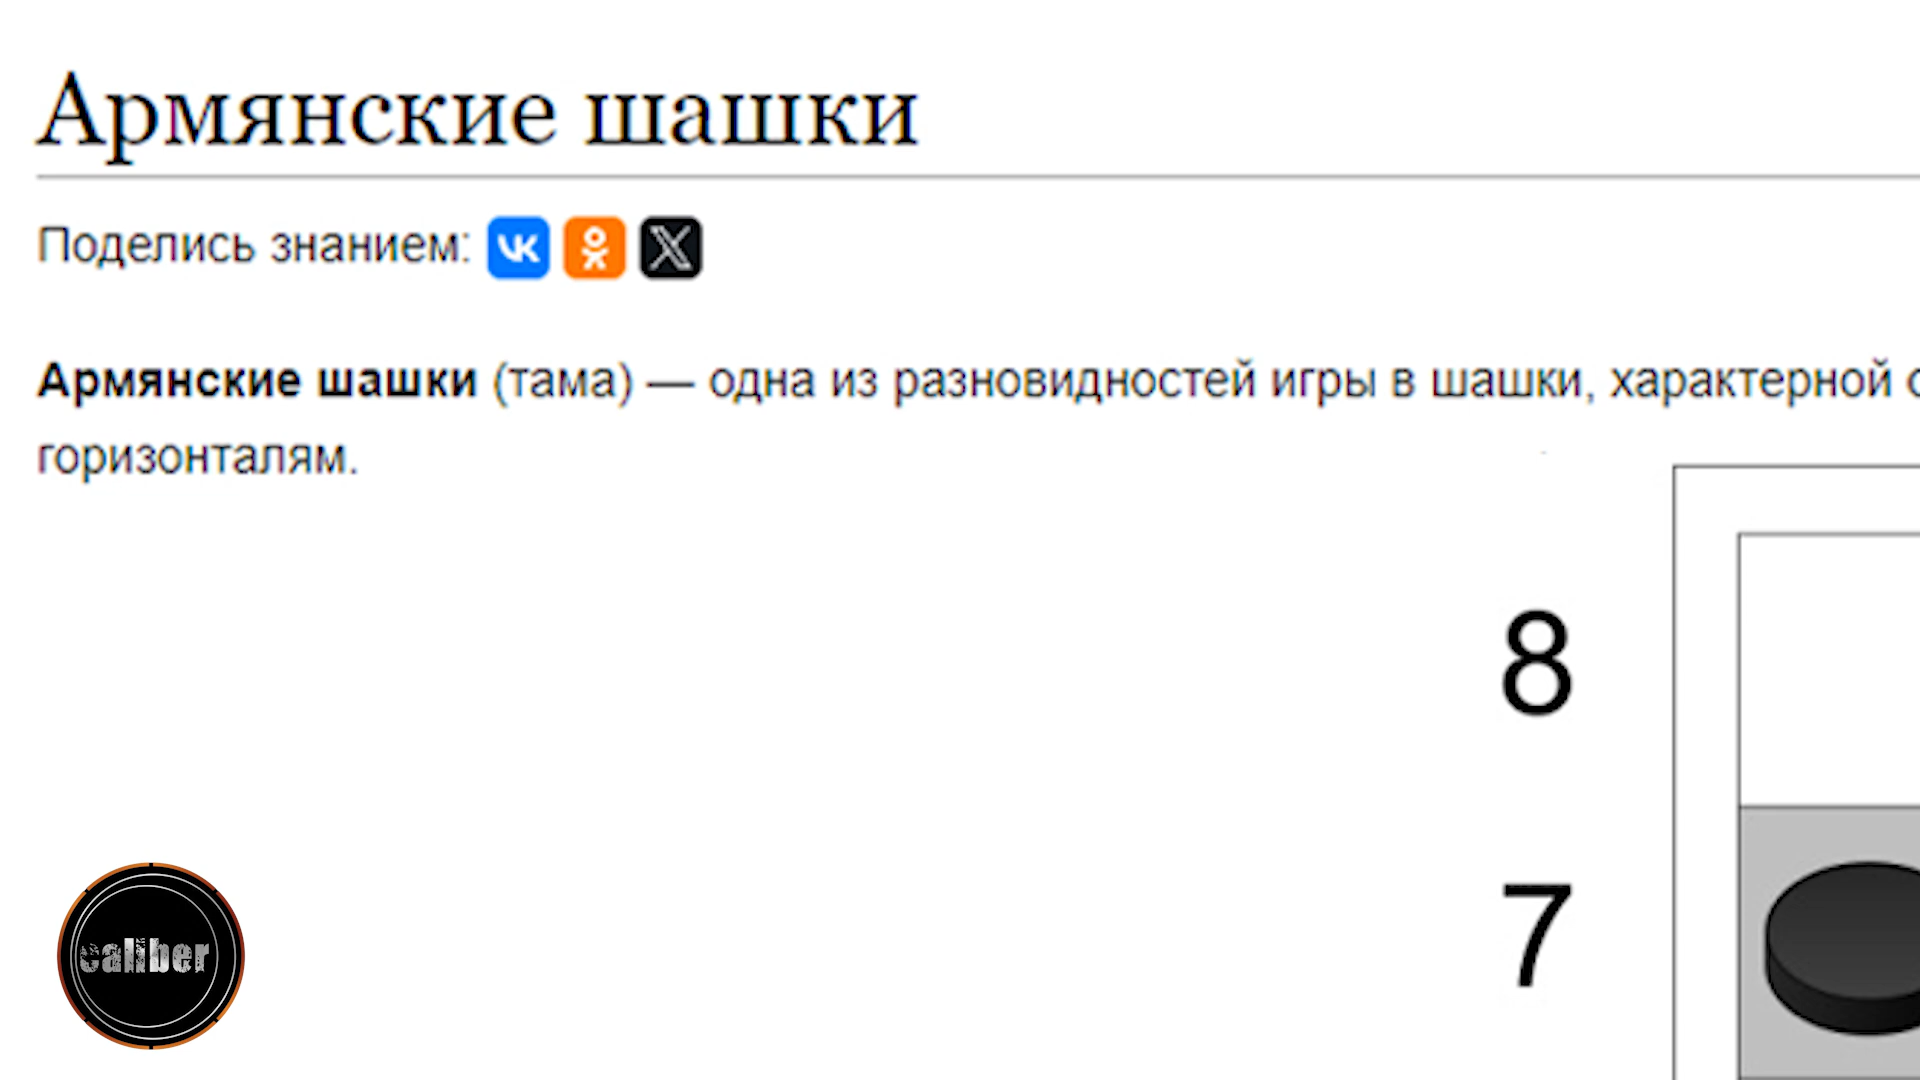 Армянские шашки
Поделись знанием:
Армянские шашки (тама) — одна из разновидностей игры в шашки, характерной
горизонталям.
8
7
caliber